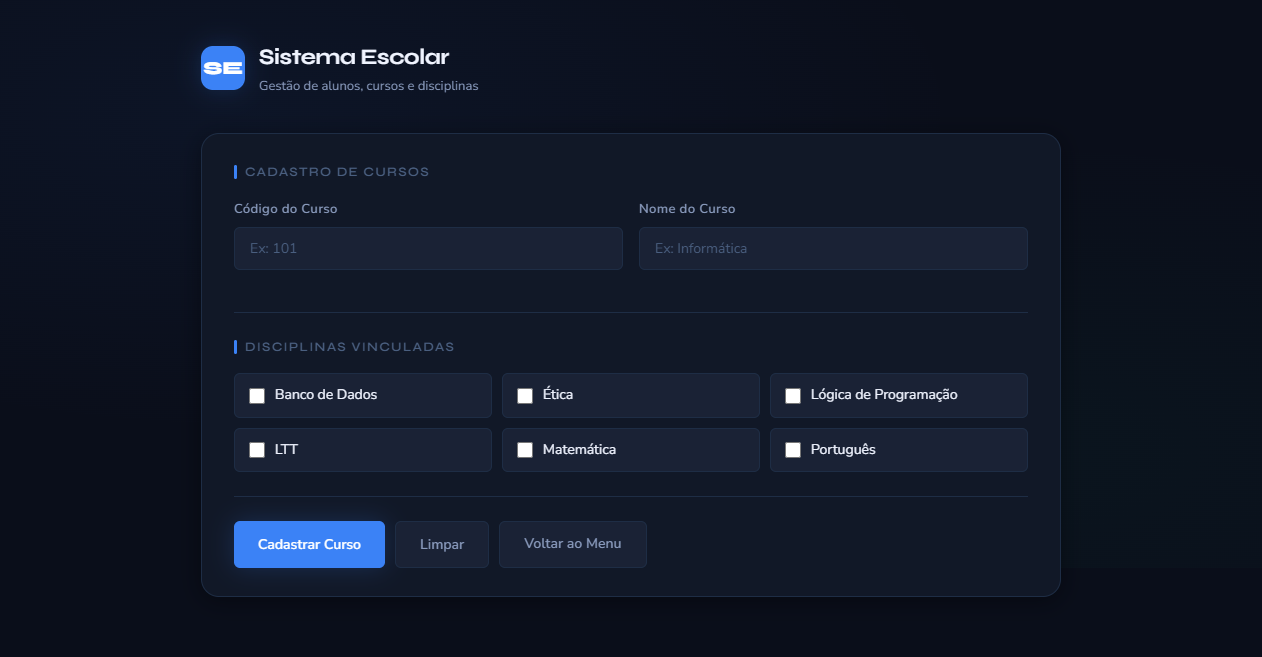 SE
Sistema Escolar
Gestão de alunos, cursos e disciplinas
CADASTRO DE CURSOS
Código do Curso
Nome do Curso
Ex: 101
Ex: Informática
DISCIPLINAS VINCULADAS
Banco de Dados
Ética
Lógica de Programação
LTT
Matemática
Português
Cadastrar Curso
Limpar
Voltar ao Menu